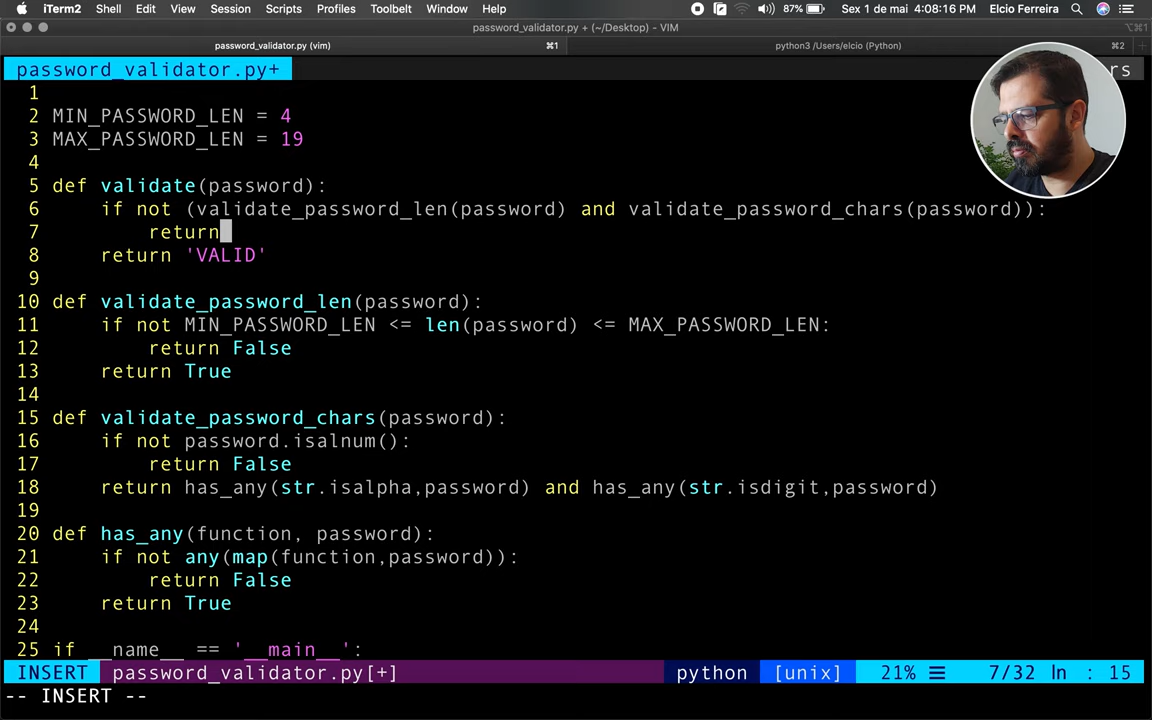 iTerm2 Shell Edit View Session Scripts Profiles Toolbelt Window Help 87% Sex 1 de mai 4:08:16 PM Elcio Ferreira
password_validator.py + (~/Desktop) - VIM ⌥⌘1
password_validator.py (vim) ⌘1 python3 /Users/elcio (Python) ⌘2
password_validator.py+ rs
1
2 MIN_PASSWORD_LEN = 4
3 MAX_PASSWORD_LEN = 19
4
5 def validate(password):
6 if not (validate_password_len(password) and validate_password_chars(password)):
7 return
8 return 'VALID'
9
10 def validate_password_len(password):
11 if not MIN_PASSWORD_LEN <= len(password) <= MAX_PASSWORD_LEN:
12 return False
13 return True
14
15 def validate_password_chars(password):
16 if not password.isalnum():
17 return False
18 return has_any(str.isalpha,password) and has_any(str.isdigit,password)
19
20 def has_any(function, password):
21 if not any(map(function,password)):
22 return False
23 return True
24
25 if __name__ == '__main__':
INSERT password_validator.py[+] python [unix] 21% ☰ 7/32 ln : 15
-- INSERT --